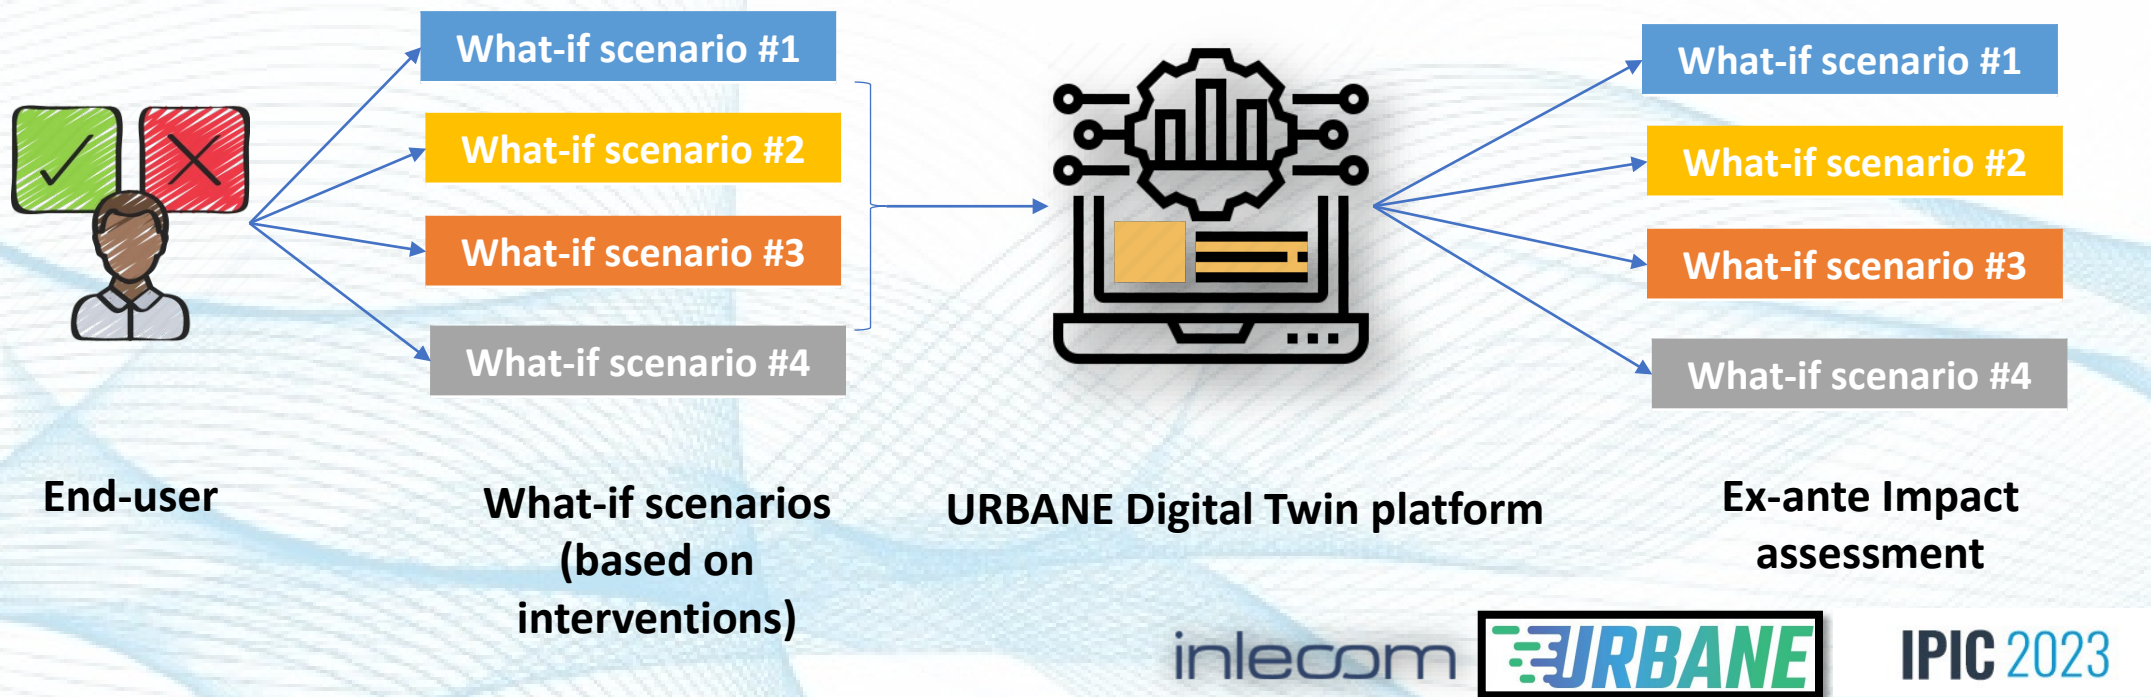 What-if scenario #1
What-if scenario #2
What-if scenario #3
What-if scenario #4
What-if scenario #1
What-if scenario #2
What-if scenario #3
What-if scenario #4
End-user
What-if scenarios
(based on
interventions)
URBANE Digital Twin platform
Ex-ante Impact
assessment
inlecom
URBANE
IPIC 2023